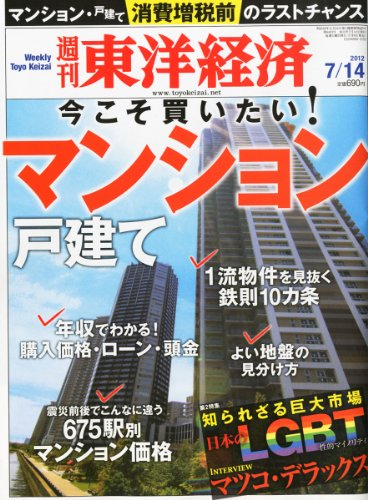 マンション・戸建て 消費増税前 のラストチャンス
Weekly
Toyo Keizai
週刊 東洋経済
2012
7/14
定価690円
www.toyokeizai.net
今こそ買いたい!
マンション
戸建て
1流物件を見抜く
鉄則10カ条
年収でわかる!
購入価格・ローン・頭金
よい地盤の
見分け方
震災前後でこんなに違う
675駅別
マンション価格
第2特集
知られざる巨大市場
日本のLGBT
性的マイノリティ
INTERVIEW
マツコ・デラックス